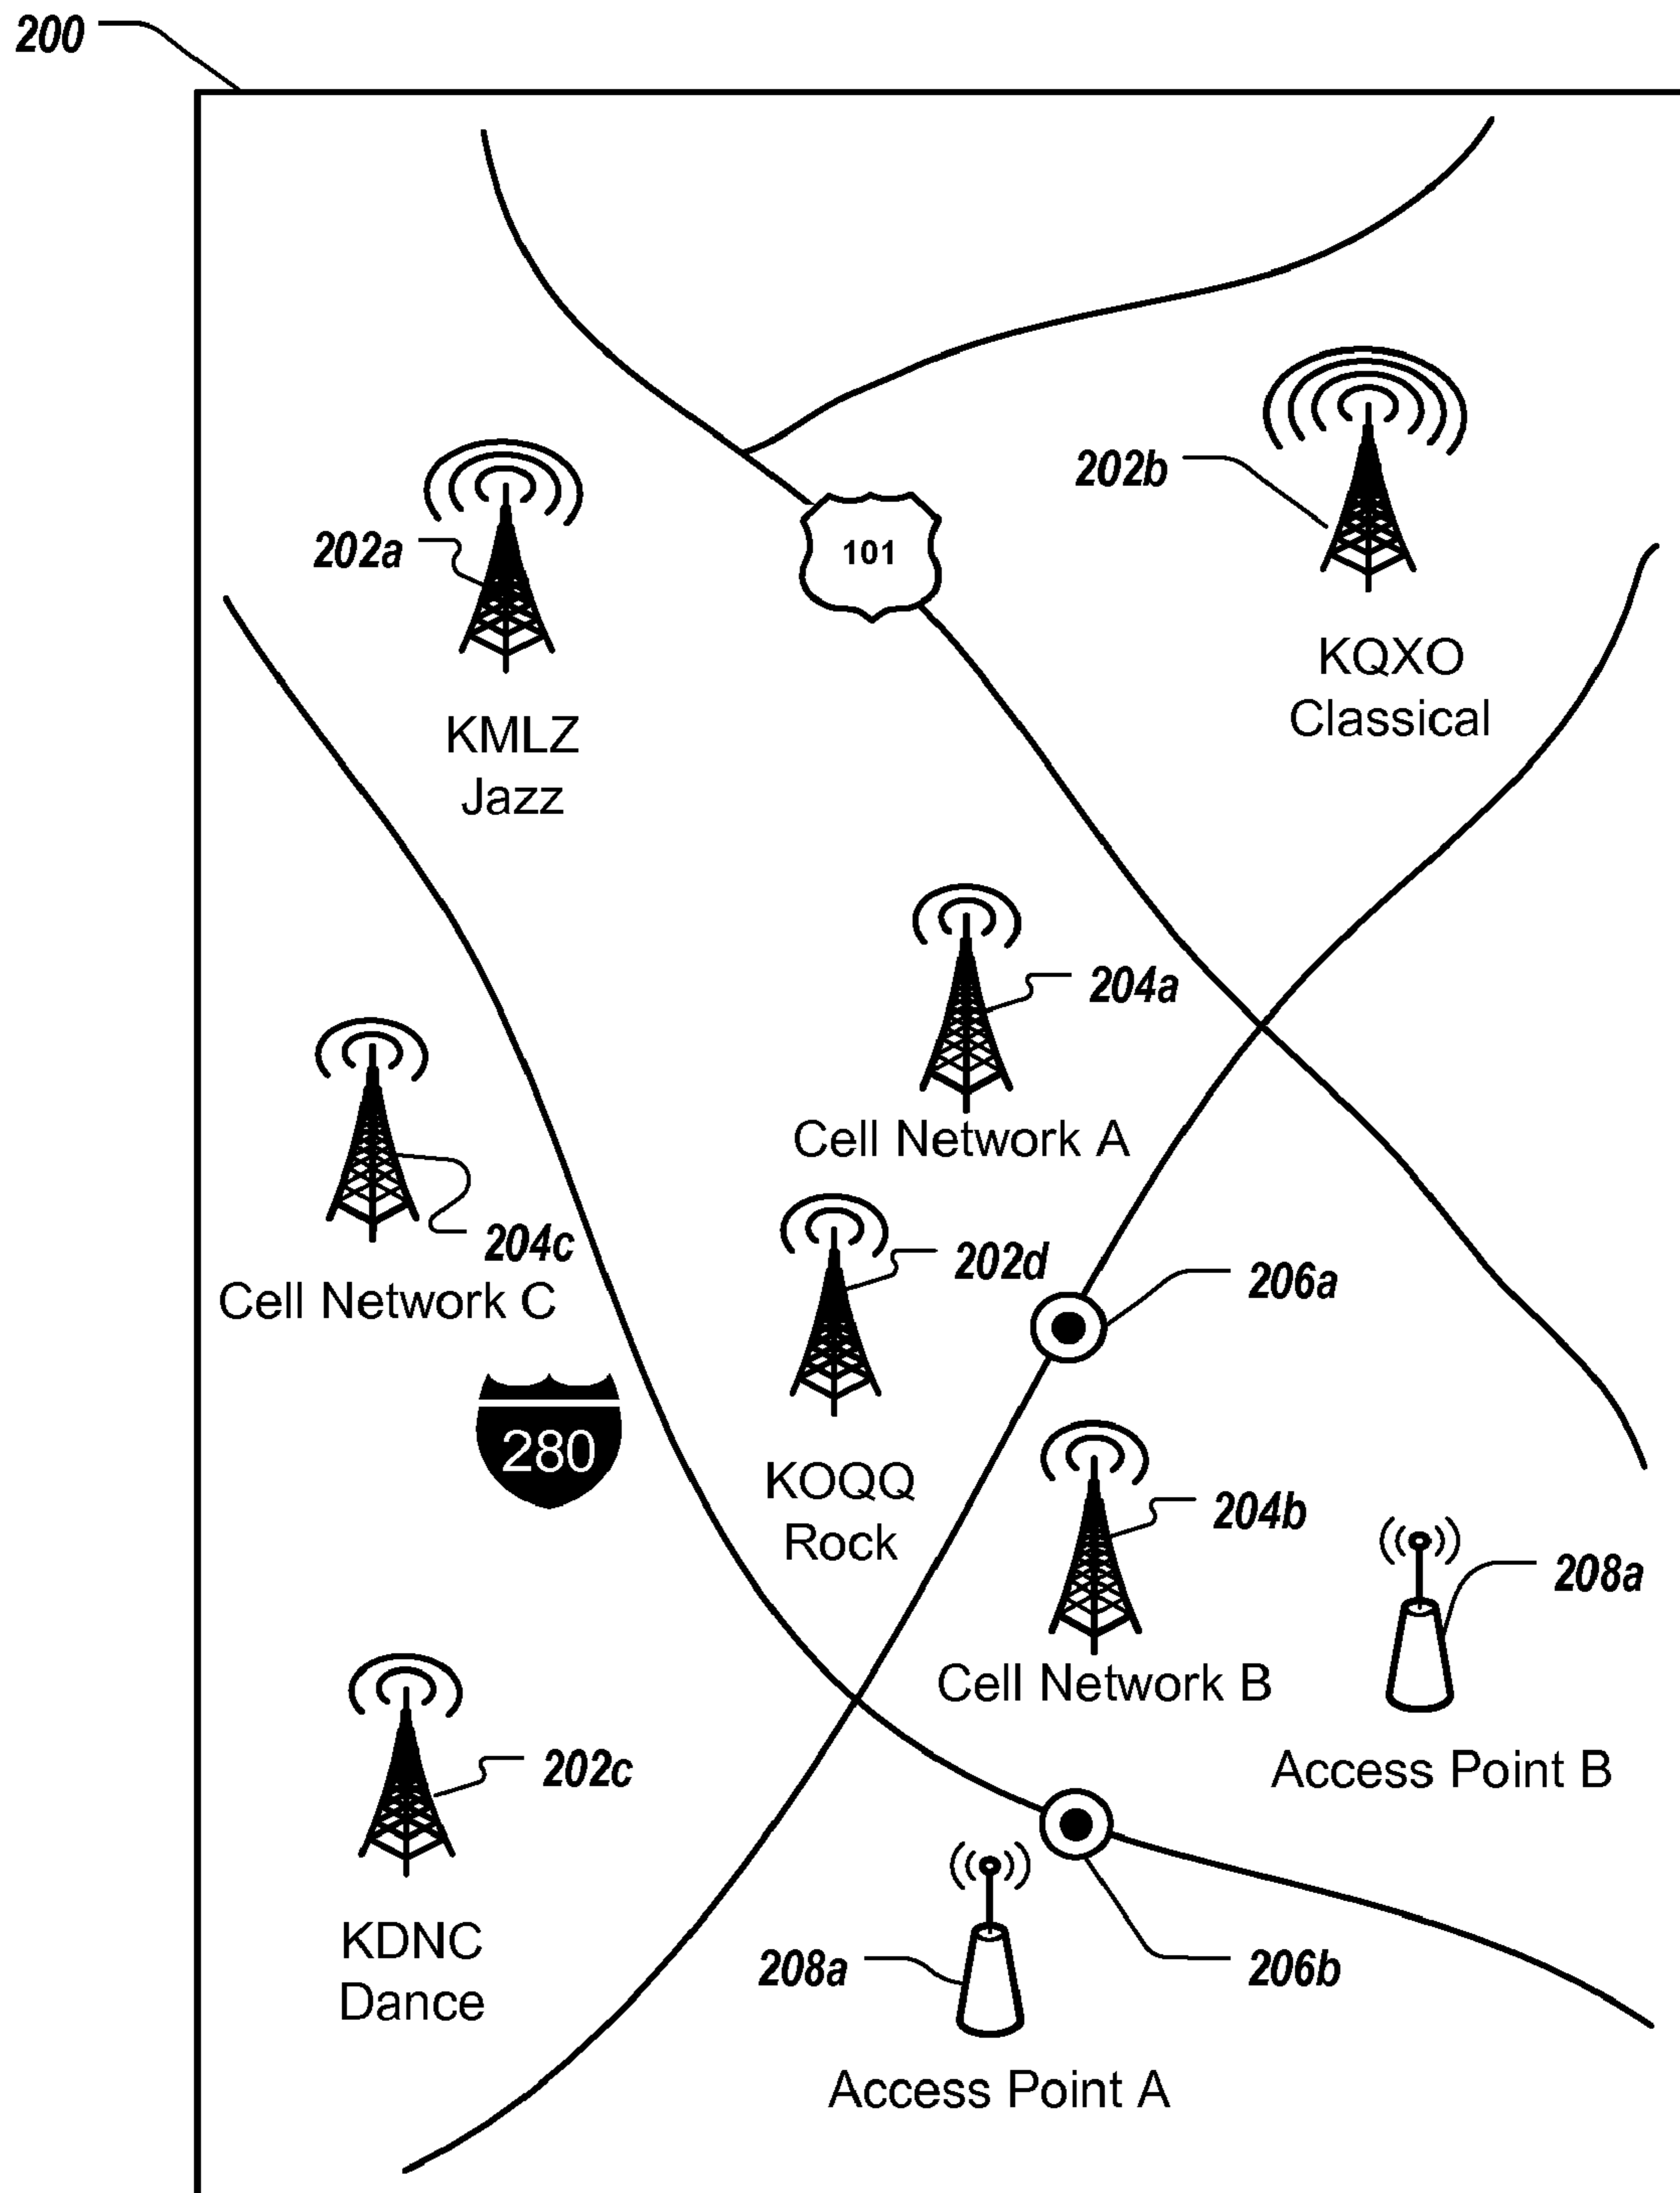 200
202b
101
202a
KQXO
Classical
KMLZ
Jazz
204a
Cell Network A
204c
Cell Network C
202d
206a
280
KOQQ
Rock
204b
208a
Cell Network B
202c
Access Point B
KDNC
Dance
208a
206b
Access Point A